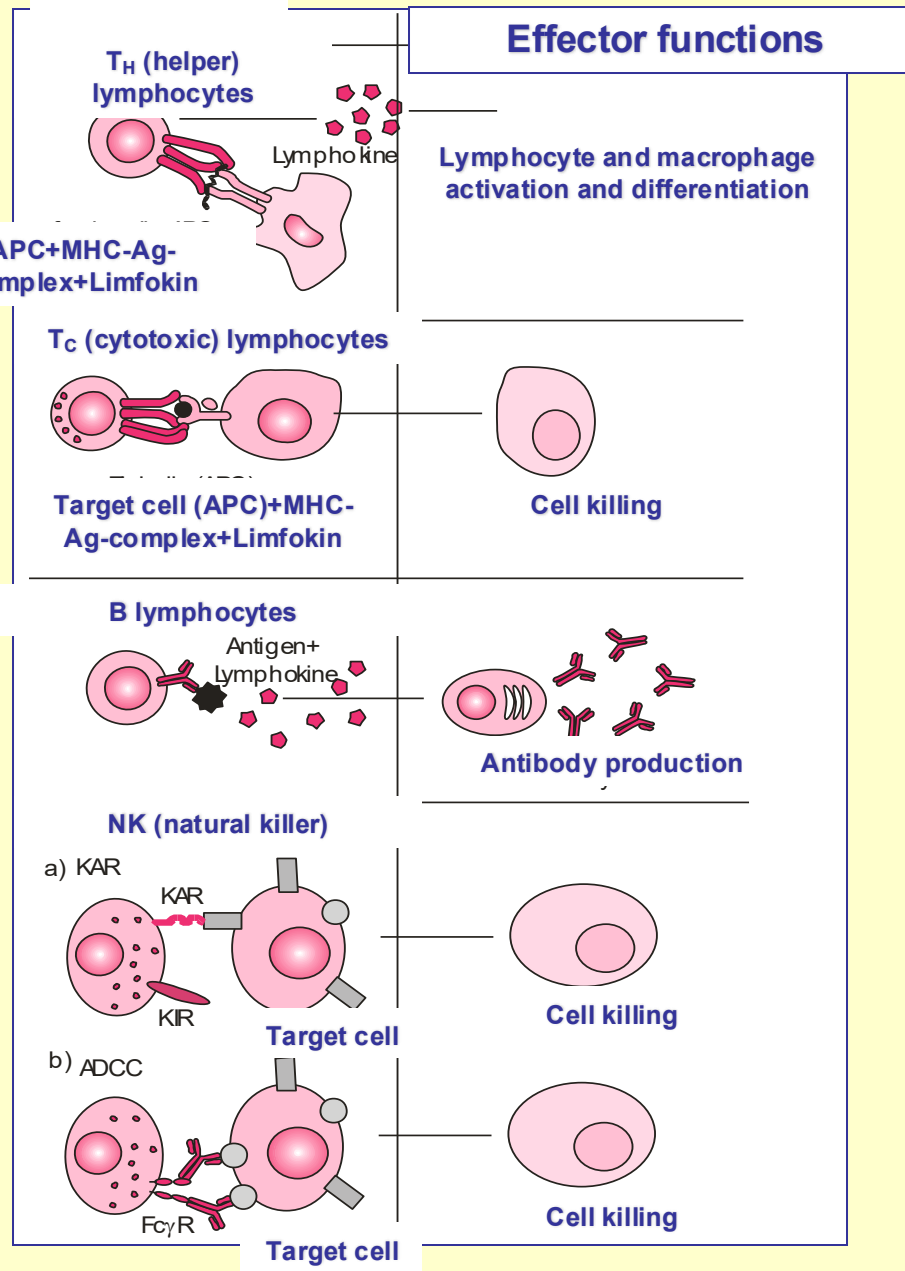 Effector functions
T_H (helper)
lymphocytes
Lymphokine
Lymphocyte and macrophage
activation and differentiation
APC+MHC-Ag-
mplex+Limfokin
T_C (cytotoxic) lymphocytes
Target cell (APC)+MHC-
Ag-complex+Limfokin
Cell killing
B lymphocytes
Antigen+
Lymphokine
Antibody production
NK (natural killer)
a) KAR
KAR
KIR
Target cell
Cell killing
b) ADCC
FcγR
Target cell
Cell killing